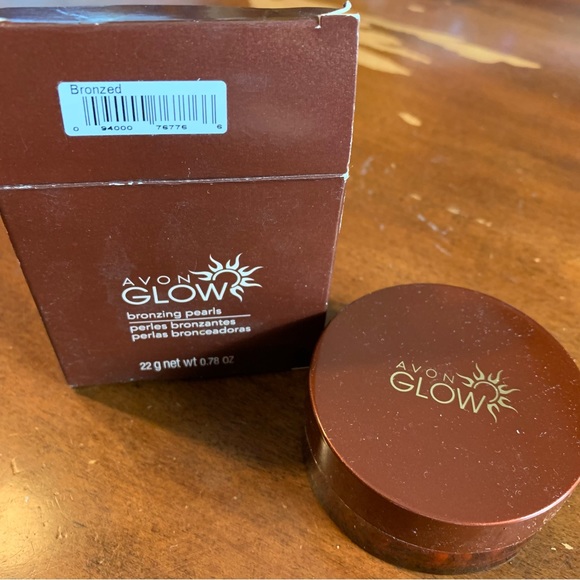 Bronzed
0 94000 76776 6
AVON
GLOW
bronzing pearls
perles bronzantes
perlas bronceadoras
22 g net wt 0.78 OZ
AVON
GLOW